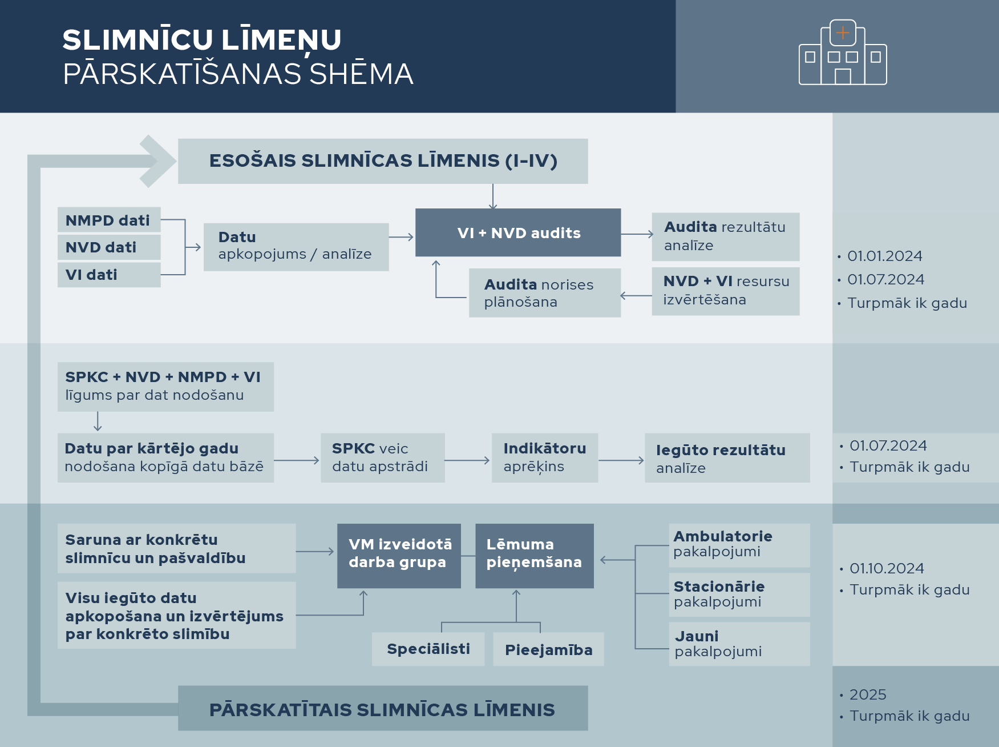 SLIMNĪCU LĪMEŅU
PĀRSKATĪŠANAS SHĒMA
ESOŠAIS SLIMNĪCAS LĪMENIS (I-IV)
NMPD dati
NVD dati
VI dati
Datu
apkopojums / analīze
VI + NVD audits
Audita rezultātu
analīze
Audita norises
plānošana
NVD + VI resursu
izvērtēšana
• 01.01.2024
• 01.07.2024
• Turpmāk ik gadu
SPKC + NVD + NMPD + VI
līgums par dat nodošanu
Datu par kārtējo gadu
nodošana kopīgā datu bāzē
SPKC veic
datu apstrādi
Indikātoru
aprēķins
Iegūto rezultātu
analīze
• 01.07.2024
• Turpmāk ik gadu
Saruna ar konkrētu
slimnīcu un pašvaldību
Visu iegūto datu
apkopošana un izvērtējums
par konkrēto slimību
VM izveidotā
darba grupa
Lēmuma
pieņemšana
Speciālisti
Pieejamība
Ambulatorie
pakalpojumi
Stacionārie
pakalpojumi
Jauni
pakalpojumi
• 01.10.2024
• Turpmāk ik gadu
PĀRSKATĪTAIS SLIMNĪCAS LĪMENIS
• 2025
• Turpmāk ik gadu